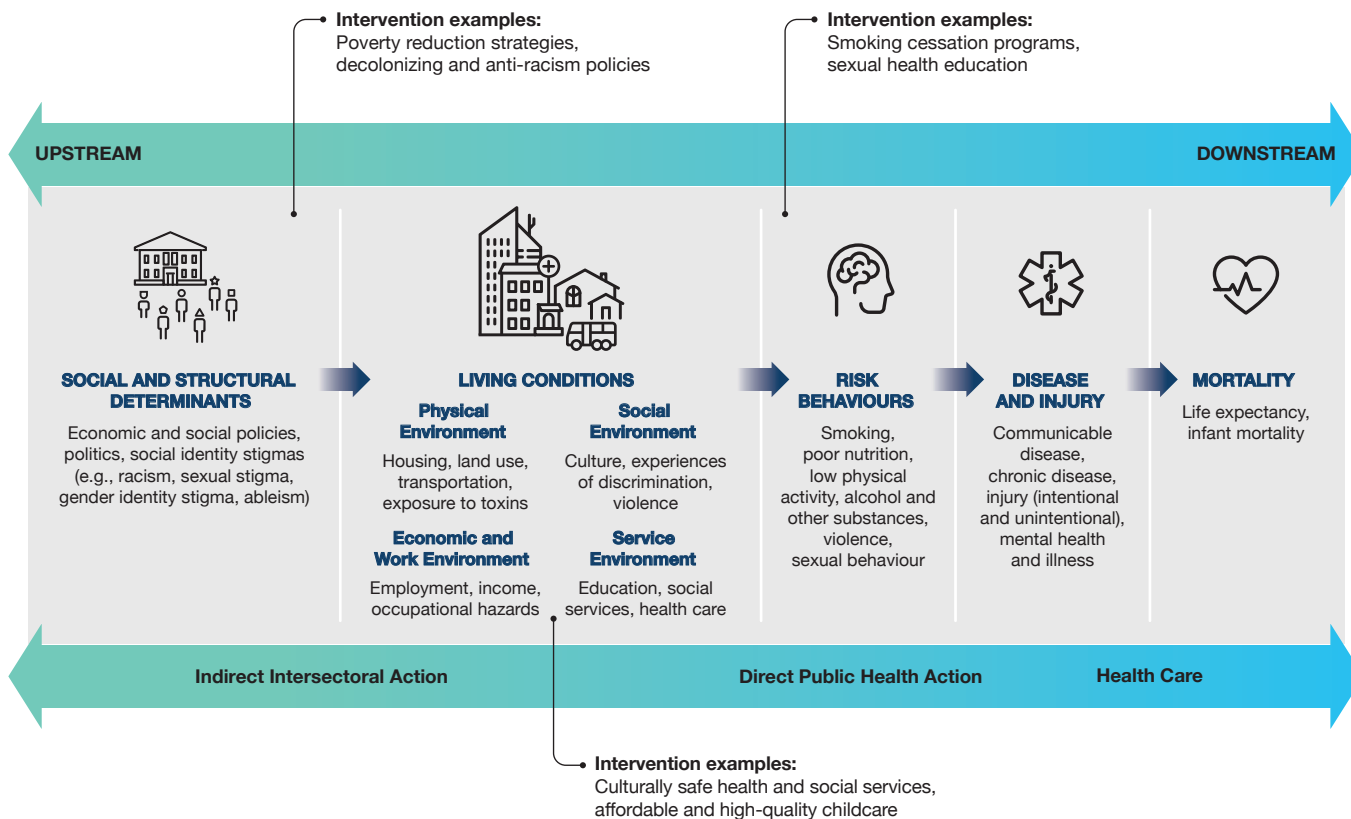 Intervention examples:
Poverty reduction strategies,
decolonizing and anti-racism policies
Intervention examples:
Smoking cessation programs,
sexual health education
UPSTREAM
DOWNSTREAM
SOCIAL AND STRUCTURAL
DETERMINANTS
Economic and social policies,
politics, social identity stigmas
(e.g., racism, sexual stigma,
gender identity stigma, ableism)
LIVING CONDITIONS
Physical
Environment
Housing, land use,
transportation,
exposure to toxins
Social
Environment
Culture, experiences
of discrimination,
violence
Economic and
Work Environment
Employment, income,
occupational hazards
Service
Environment
Education, social
services, health care
RISK
BEHAVIOURS
Smoking,
poor nutrition,
low physical
activity, alcohol and
other substances,
violence,
sexual behaviour
DISEASE
AND INJURY
Communicable
disease,
chronic disease,
injury (intentional
and unintentional),
mental health
and illness
MORTALITY
Life expectancy,
infant mortality
Indirect Intersectoral Action
Direct Public Health Action
Health Care
Intervention examples:
Culturally safe health and social services,
affordable and high-quality childcare